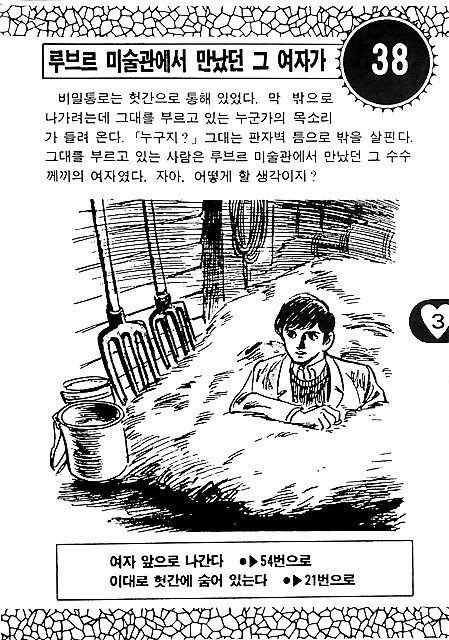 루브르 미술관에서 만났던 그 여자가
38
비밀통로는 헛간으로 통해 있었다. 막 밖으로
나가려는데 그대를 부르고 있는 누군가의 목소리
가 들려 온다. 「누구지?」 그대는 판자벽 틈으로 밖을 살핀다.
그대를 부르고 있는 사람은 루브르 미술관에서 만났던 그 수수
께끼의 여자였다. 자아, 어떻게 할 생각이지?
3
여자 앞으로 나간다 ●▶54번으로
이대로 헛간에 숨어 있는다 ●▶21번으로